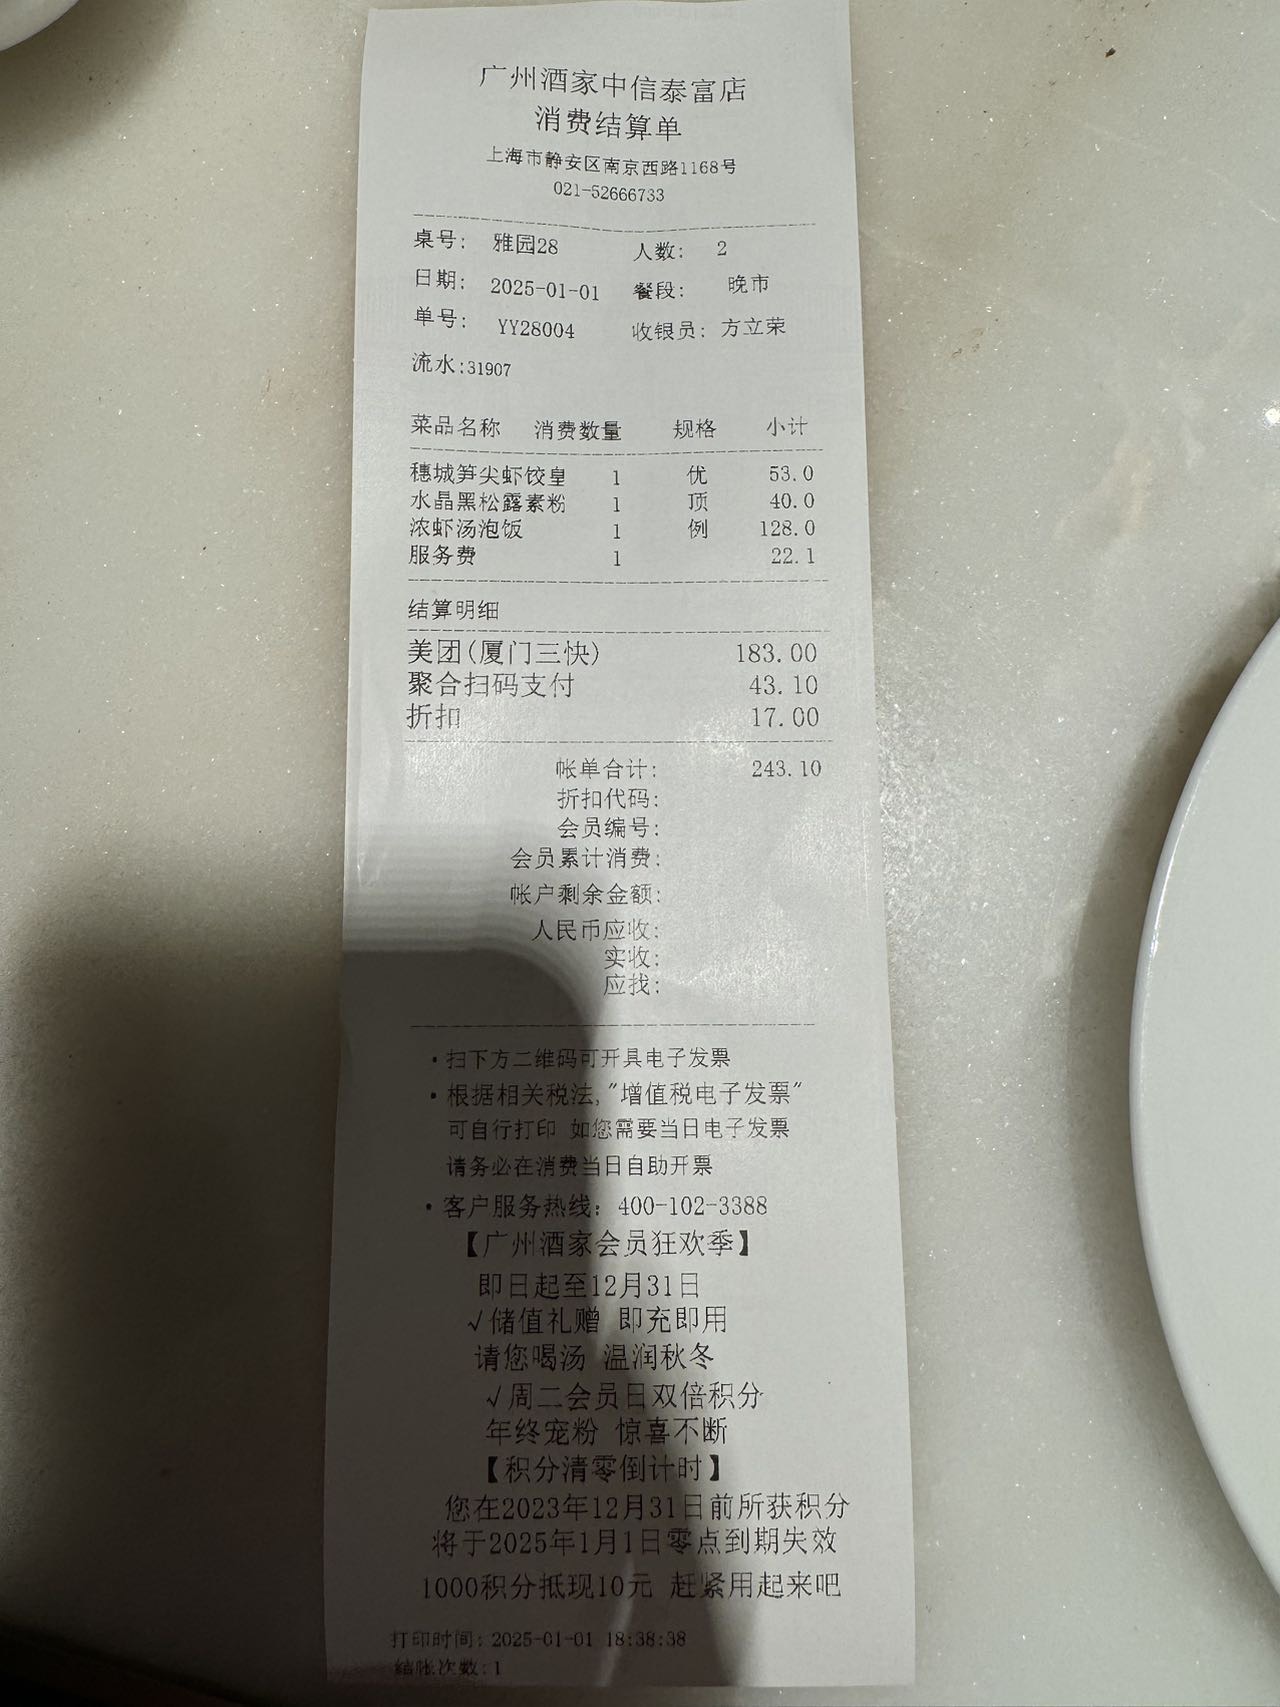 广州酒家中信泰富店
消费结算单
上海市静安区南京西路1168号
021-52666733
桌号: 雅园28 人数: 2
日期: 2025-01-01 餐段: 晚市
单号: YY28004 收银员: 方立荣
流水:31907
菜品名称 消费数量 规格 小计
穗城笋尖虾饺皇 1 优 53.0
水晶黑松露素粉 1 顶 40.0
浓虾汤泡饭 1 例 128.0
服务费 1 22.1
结算明细
美团(厦门三快) 183.00
聚合扫码支付 43.10
折扣 17.00
帐单合计: 243.10
折扣代码:
会员编号:
会员累计消费:
帐户剩余金额:
人民币应收:
实收:
应找:
·扫下方二维码可开具电子发票
·根据相关税法,"增值税电子发票"
可自行打印 如您需要当日电子发票
请务必在消费当日自助开票
·客户服务热线: 400-102-3388
【广州酒家会员狂欢季】
即日起至12月31日
√储值礼赠 即充即用
请您喝汤 温润秋冬
√周二会员日双倍积分
年终宠粉 惊喜不断
【积分清零倒计时】
您在2023年12月31日前所获积分
将于2025年1月1日零点到期失效
1000积分抵现10元 赶紧用起来吧
打印时间: 2025-01-01 18:38:38
结帐次数:1